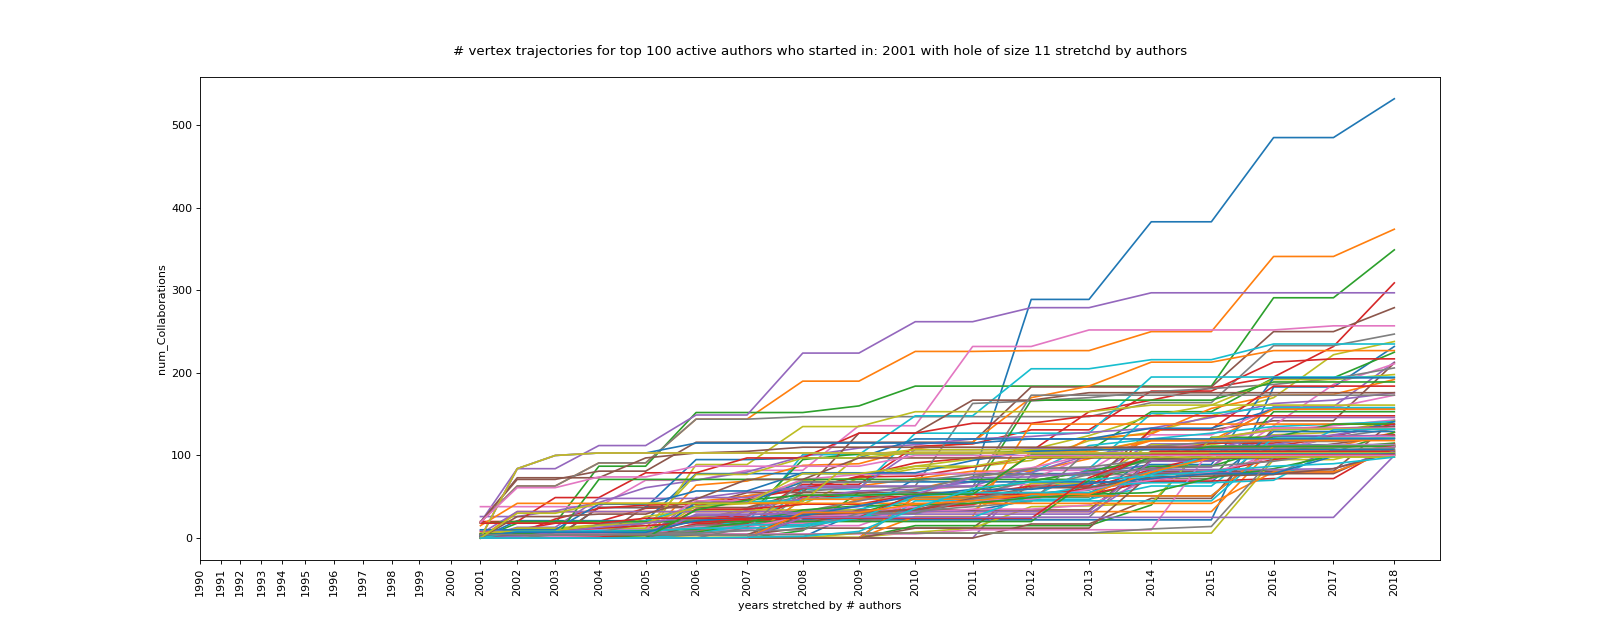 # vertex trajectories for top 100 active authors who started in: 2001 with hole of size 11 stretchd by authors
num_Collaborations
500
400
300
200
100
0
1990 1991 1992 1993 1994 1995 1996 1997 1998 1999 2000 2001 2002 2003 2004 2005 2006 2007 2008 2009 2010 2011 2012 2013 2014 2015 2016 2017 2018
years stretched by # authors